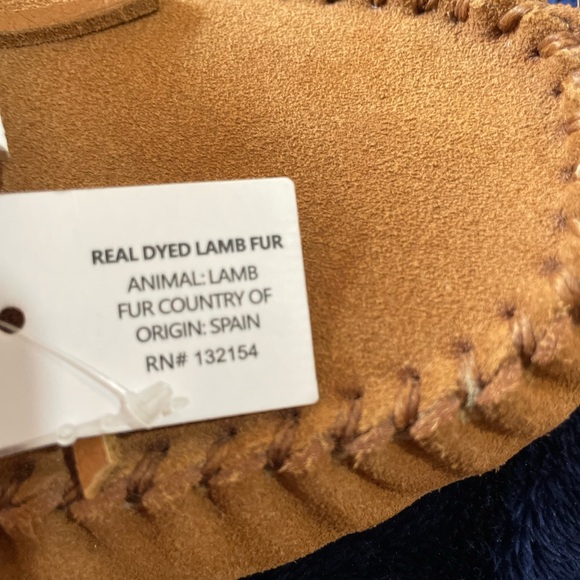 REAL DYED LAMB FUR
ANIMAL: LAMB
FUR COUNTRY OF
ORIGIN: SPAIN
RN# 132154